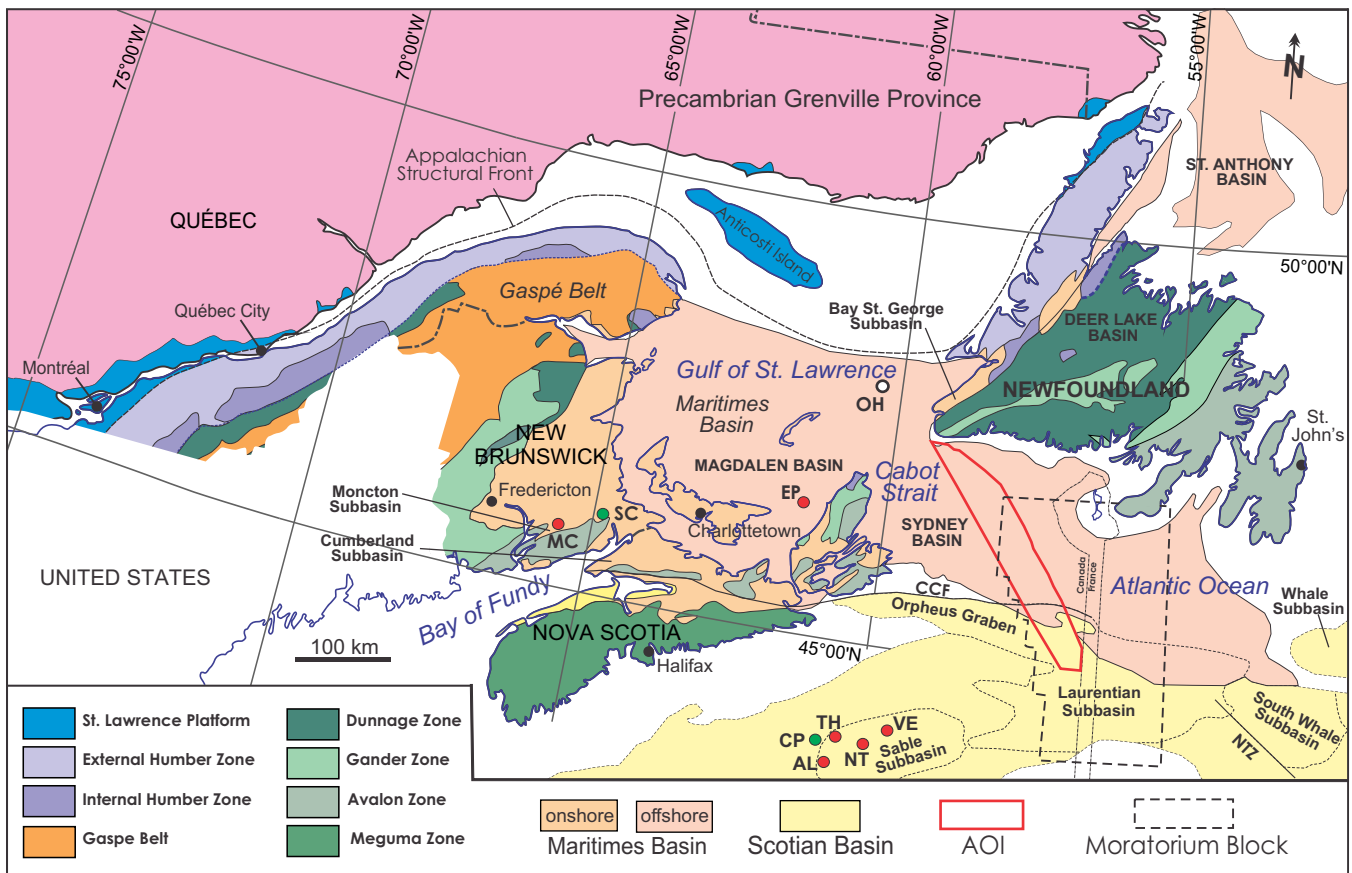 75°00'W
70°00'W
65°00'W
60°00'W
55°00'W
N
Precambrian Grenville Province
Appalachian
Structural Front
ST. ANTHONY
BASIN
QUÉBEC
Anticosti Island
50°00'N
Gaspé Belt
Québec City
Bay St. George
Subbasin
DEER LAKE
BASIN
Montréal
Gulf of St. Lawrence
OH
NEWFOUNDLAND
Maritimes
Basin
St.
John's
NEW
BRUNSWICK
MAGDALEN BASIN
Cabot
Strait
Moncton
Subbasin
Fredericton
EP
SC
Charlottetown
SYDNEY
BASIN
MC
Cumberland
Subbasin
UNITED STATES
Canada
France
Atlantic Ocean
CCF
Whale
Subbasin
Bay of Fundy
Orpheus Graben
NOVA SCOTIA
100 km
Halifax
45°00'N
Laurentian
Subbasin
South Whale
Subbasin
TH
VE
CP
NT
Sable
Subbasin
AL
NTZ
St. Lawrence Platform
External Humber Zone
Internal Humber Zone
Gaspe Belt
Dunnage Zone
Gander Zone
Avalon Zone
Meguma Zone
onshore
offshore
Maritimes Basin
Scotian Basin
AOI
Moratorium Block